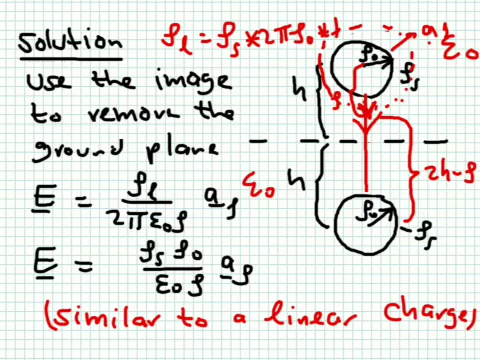 Solution ρℓ = ρs * 2πρ0 * 1
Use the image
to remove the
ground plane
E = ρℓ / 2πε0ρ aρ ε0
E = ρs ρ0 / ε0ρ aρ
(similar to a linear charge)
aρ
ε0
ρ0
ρs
ρ
h
h
2h-ρ
ρ0
-ρs